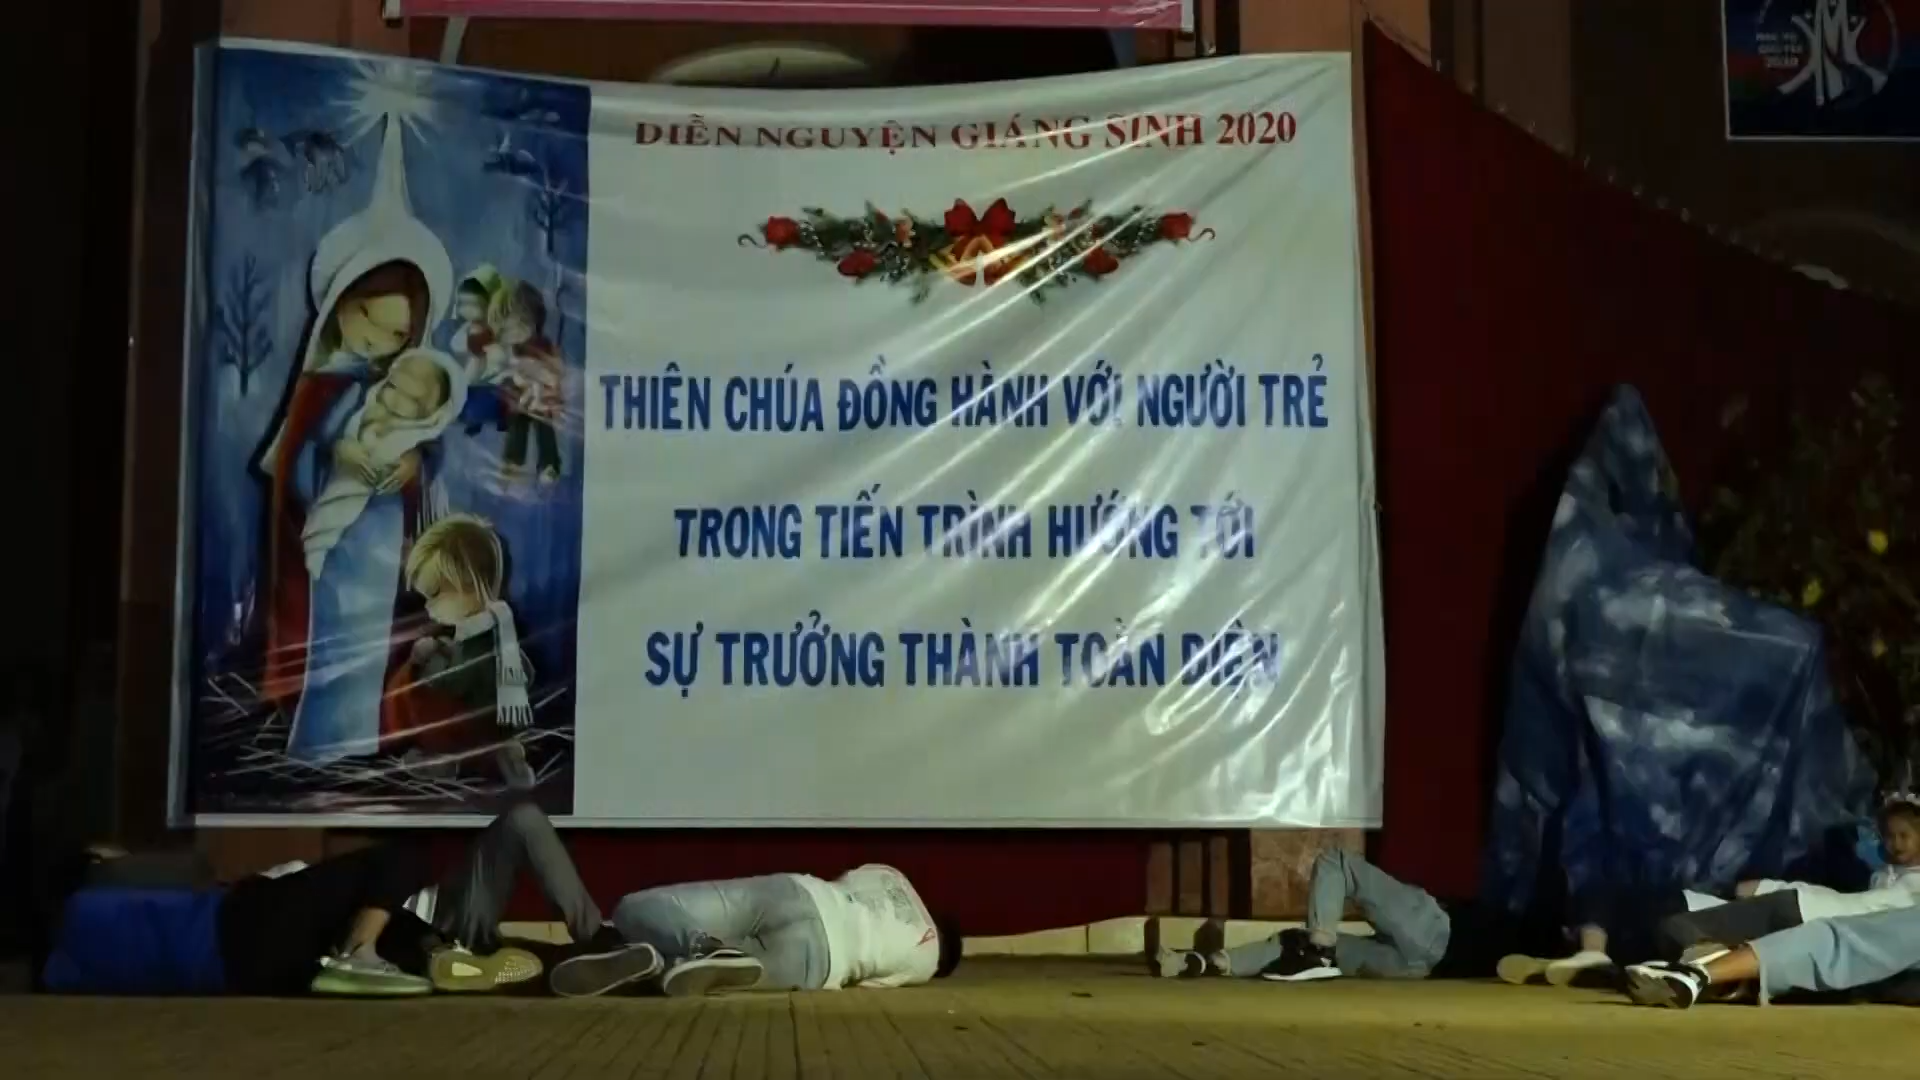 DIỄN NGUYỆN GIÁNG SINH 2020
THIÊN CHÚA ĐỒNG HÀNH VỚI NGƯỜI TRẺ
TRONG TIẾN TRÌNH HƯỚNG TỚI
SỰ TRƯỞNG THÀNH TOÀN DIỆN
2020